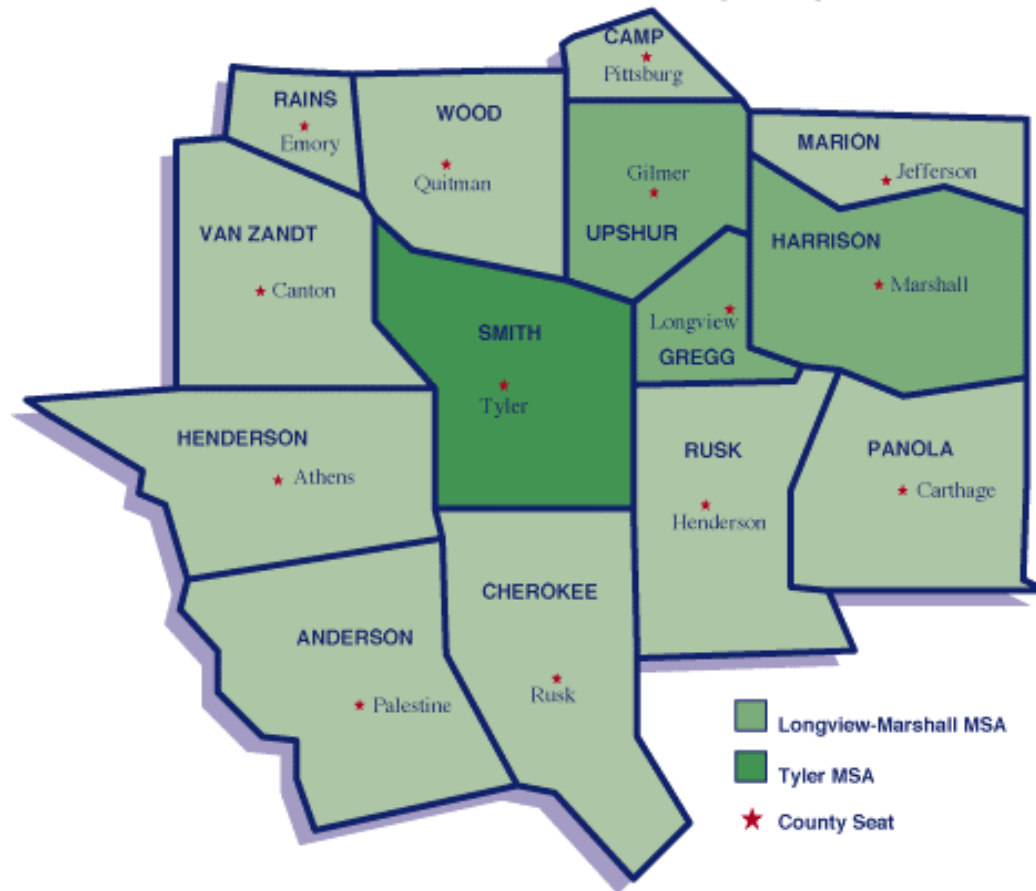 CAMP
Pittsburg
RAINS
Emory
WOOD
Quitman
MARION
Jefferson
Gilmer
UPSHUR
VAN ZANDT
Canton
HARRISON
Marshall
SMITH
Tyler
Longview
GREGG
HENDERSON
Athens
RUSK
Henderson
PANOLA
Carthage
CHEROKEE
Rusk
ANDERSON
Palestine
Longview-Marshall MSA
Tyler MSA
County Seat